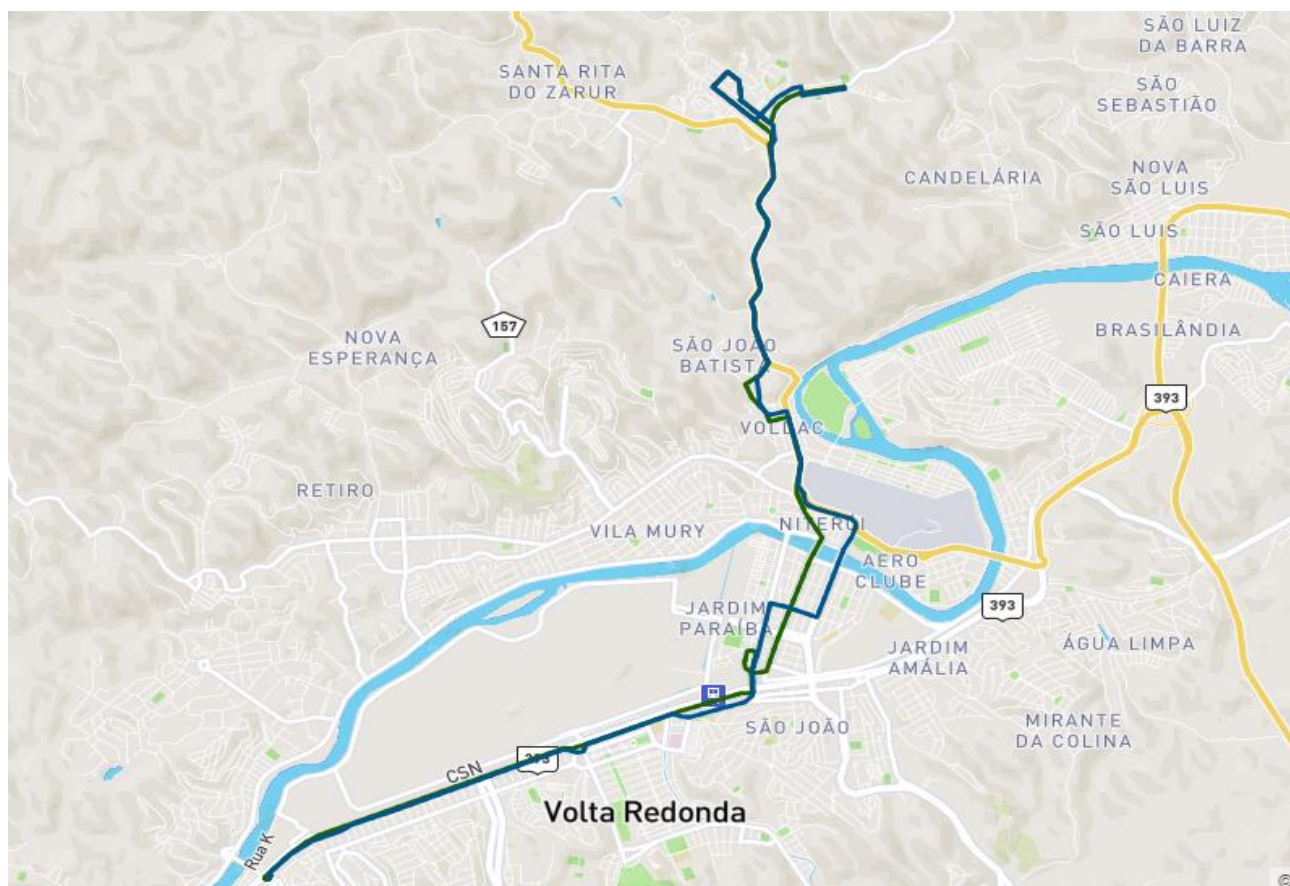 SÃO LUIZ
DA BARRA
SANTA RITA
DO ZARUR
SÃO
SEBASTIÃO
CANDELÁRIA
NOVA
SÃO LUIS
SÃO LUIS
CAIERA
157
NOVA
ESPERANÇA
SÃO JOÃO
BATISTA
BRASILÂNDIA
393
VOLDAC
RETIRO
VILA MURY
NITERÓI
AERO
CLUBE
393
JARDIM
PARAÍBA
JARDIM
AMÁLIA
ÁGUA LIMPA
SÃO JOÃO
MIRANTE
DA COLINA
393
CSN
Volta Redonda
Rua K
©